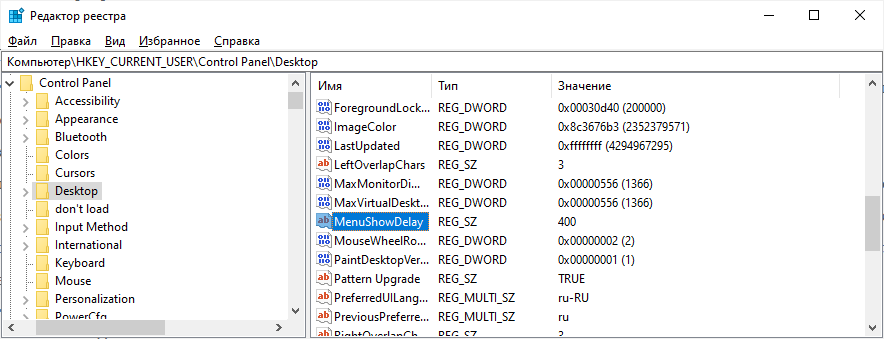 Редактор реестра
Файл Правка Вид Избранное Справка
Компьютер\HKEY_CURRENT_USER\Control Panel\Desktop
Control Panel
Accessibility
Appearance
Bluetooth
Colors
Cursors
Desktop
don't load
Input Method
International
Keyboard
Mouse
Personalization
PowerCfg
Имя Тип Значение
ForegroundLock... REG_DWORD 0x00030d40 (200000)
ImageColor REG_DWORD 0x8c3676b3 (2352379571)
LastUpdated REG_DWORD 0xffffffff (4294967295)
LeftOverlapChars REG_SZ 3
MaxMonitorDi... REG_DWORD 0x00000556 (1366)
MaxVirtualDeskt... REG_DWORD 0x00000556 (1366)
MenuShowDelay REG_SZ 400
MouseWheelRo... REG_DWORD 0x00000002 (2)
PaintDesktopVer... REG_DWORD 0x00000001 (1)
Pattern Upgrade REG_SZ TRUE
PreferredUILang... REG_MULTI_SZ ru-RU
PreviousPreferre... REG_MULTI_SZ ru
RightOverlapCh... REG_SZ 3